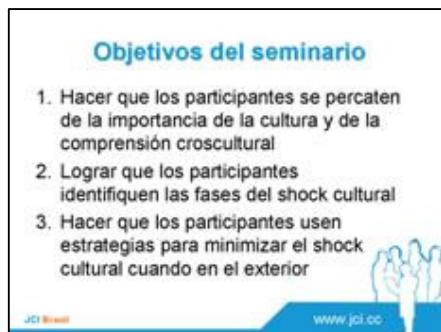 Objetivos del seminario
1. Hacer que los participantes se percaten
de la importancia de la cultura y de la
comprensión croscultural
2. Lograr que los participantes
identifiquen las fases del shock cultural
3. Hacer que los participantes usen
estrategias para minimizar el shock
cultural cuando en el exterior
JCI Brasil
www.jci.cc